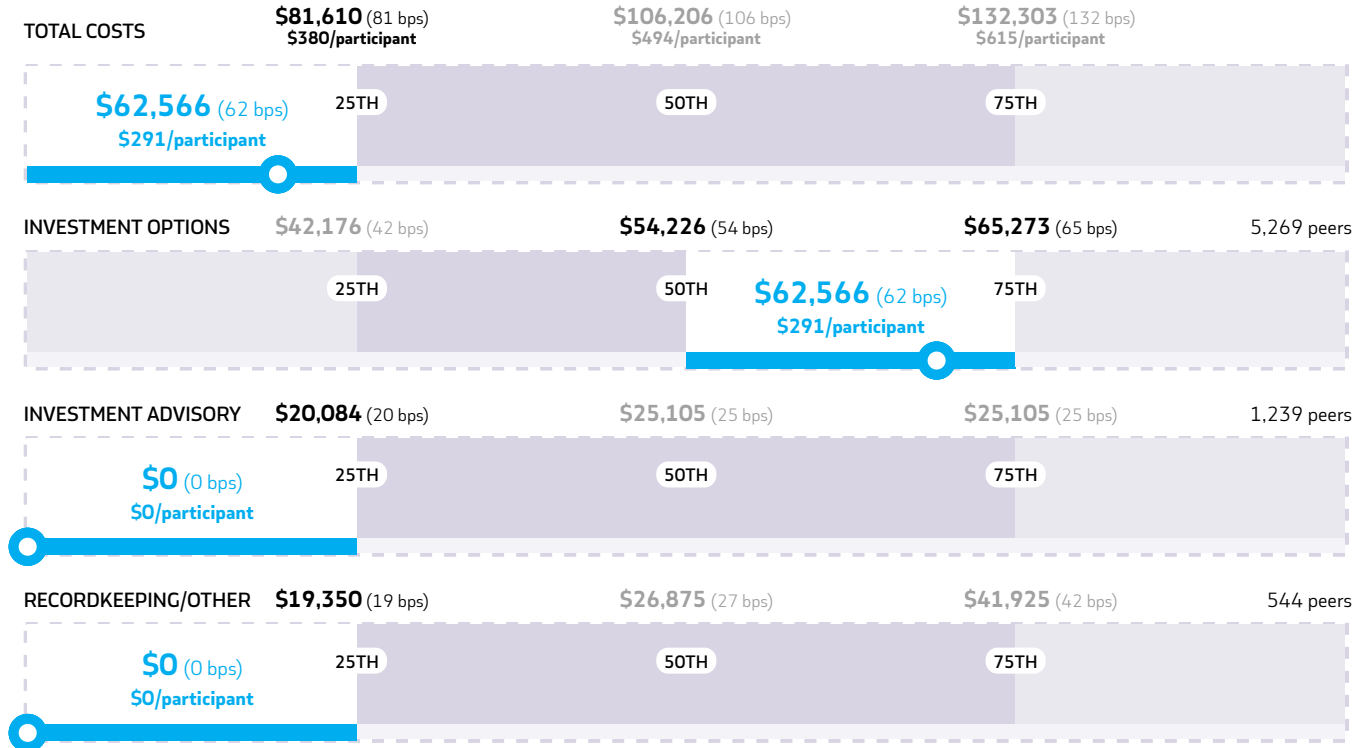 TOTAL COSTS $81,610 (81 bps) $106,206 (106 bps) $132,303 (132 bps)
$380/participant $494/participant $615/participant
$62,566 (62 bps) 25TH 50TH 75TH
$291/participant
INVESTMENT OPTIONS $42,176 (42 bps) $54,226 (54 bps) $65,273 (65 bps) 5,269 peers
25TH 50TH $62,566 (62 bps) 75TH
$291/participant
INVESTMENT ADVISORY $20,084 (20 bps) $25,105 (25 bps) $25,105 (25 bps) 1,239 peers
$0 (0 bps) 25TH 50TH 75TH
$0/participant
RECORDKEEPING/OTHER $19,350 (19 bps) $26,875 (27 bps) $41,925 (42 bps) 544 peers
$0 (0 bps) 25TH 50TH 75TH
$0/participant